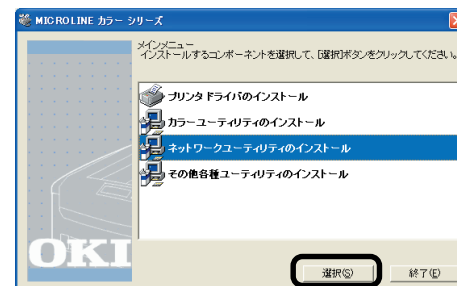 MICROLINE カラー シリーズ
メインメニュー
インストールするコンポーネントを選択して、[選択]ボタンをクリックしてください。
プリンタ ドライバのインストール
カラーユーティリティのインストール
ネットワークユーティリティのインストール
その他各種ユーティリティのインストール
OKI
選択(S)
終了(E)